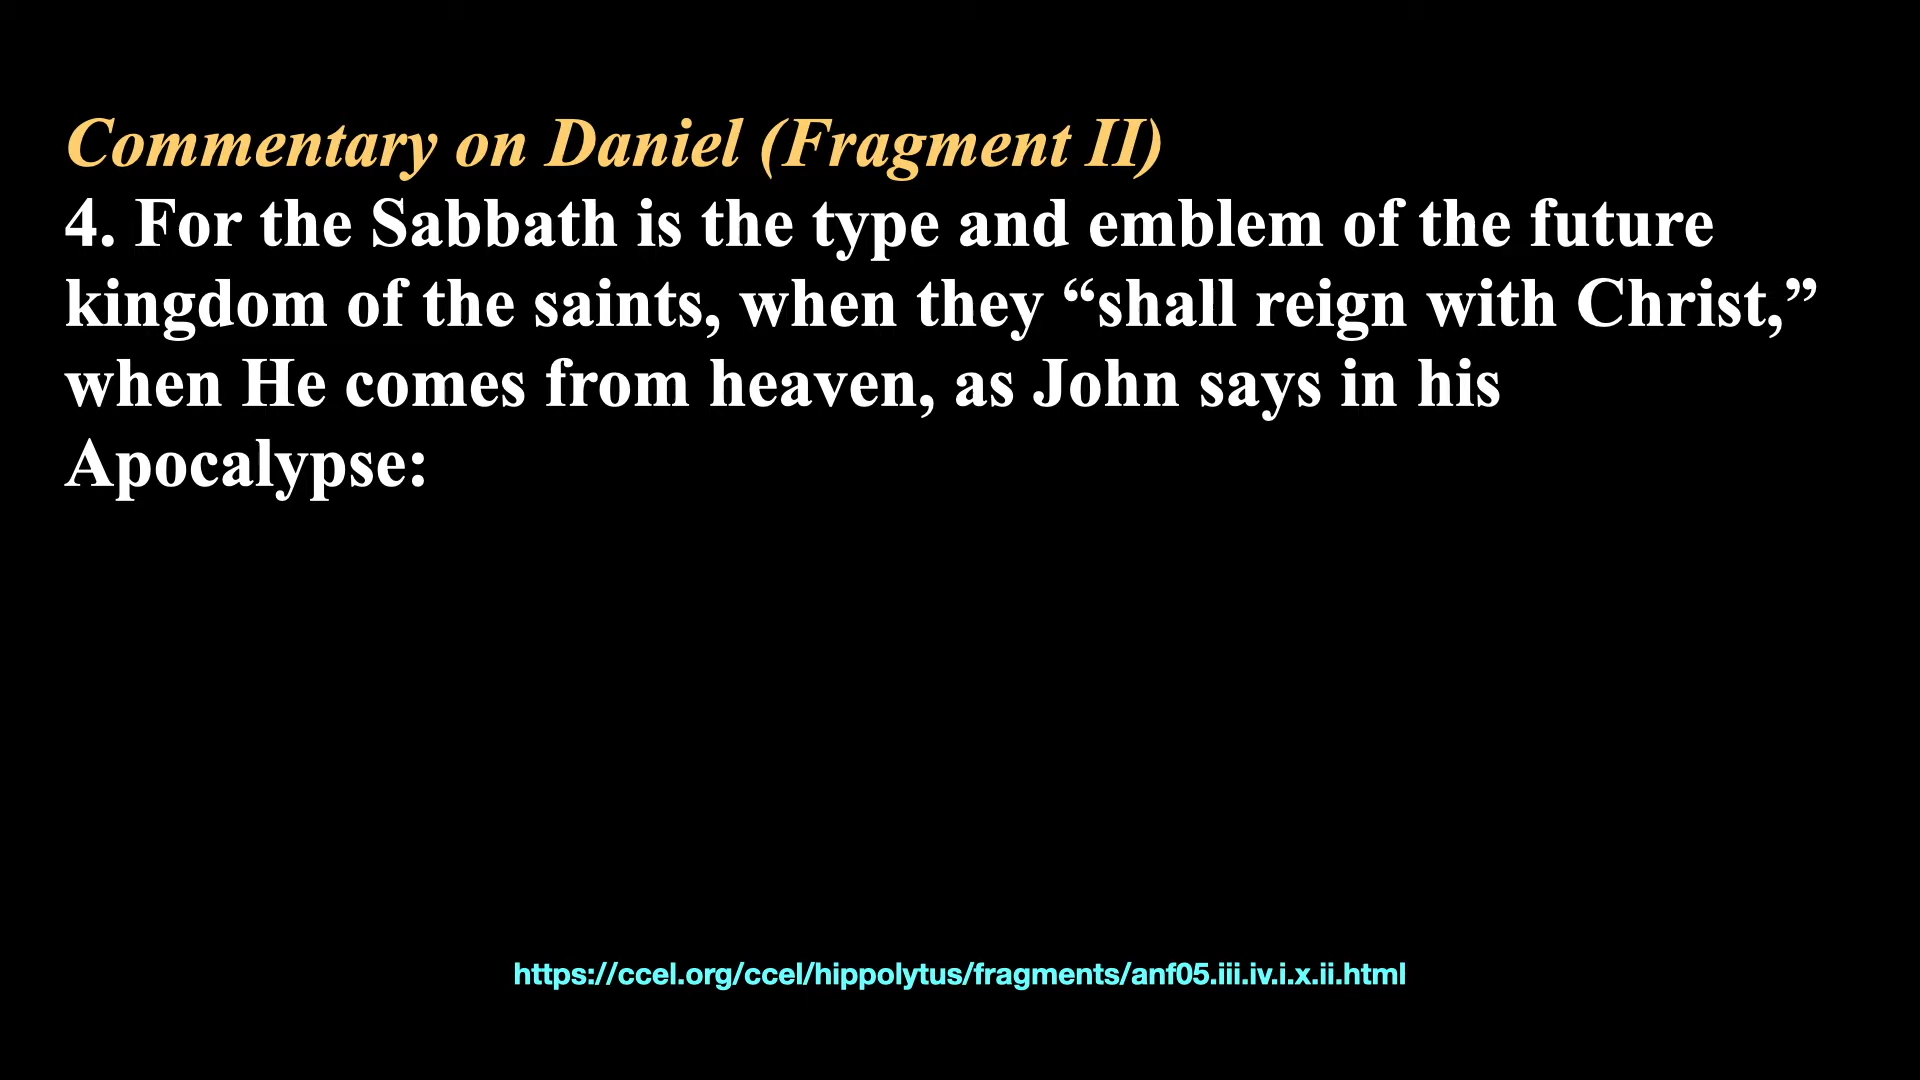 Commentary on Daniel (Fragment II)
4. For the Sabbath is the type and emblem of the future
kingdom of the saints, when they “shall reign with Christ,”
when He comes from heaven, as John says in his
Apocalypse:
https://ccel.org/ccel/hippolytus/fragments/anf05.iii.iv.i.x.ii.html